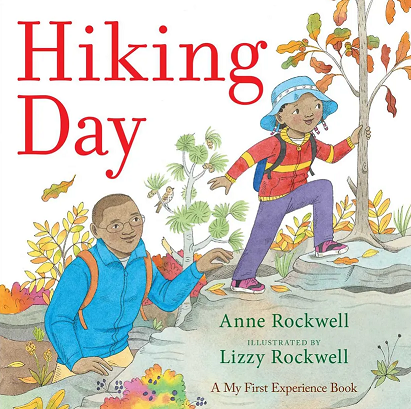 Hiking
Day
Anne Rockwell
ILLUSTRATED BY
Lizzy Rockwell
A My First Experience Book